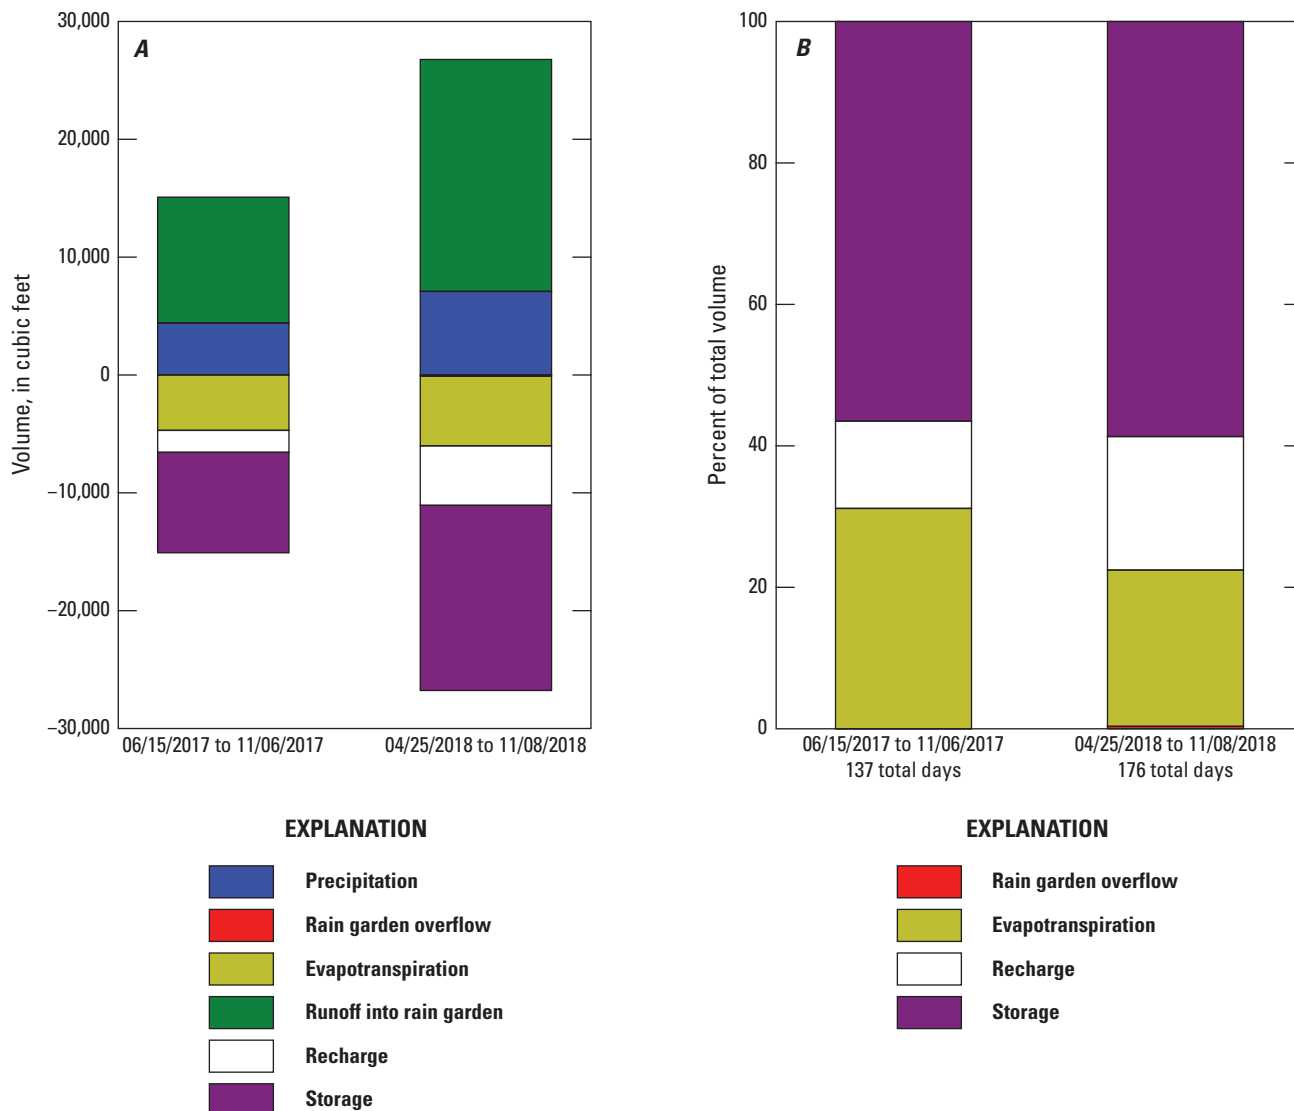 A
Volume, in cubic feet
30,000
20,000
10,000
0
–10,000
–20,000
–30,000
06/15/2017 to 11/06/2017
04/25/2018 to 11/08/2018
EXPLANATION
Precipitation
Rain garden overflow
Evapotranspiration
Runoff into rain garden
Recharge
Storage
B
Percent of total volume
100
80
60
40
20
0
06/15/2017 to 11/06/2017
137 total days
04/25/2018 to 11/08/2018
176 total days
EXPLANATION
Rain garden overflow
Evapotranspiration
Recharge
Storage